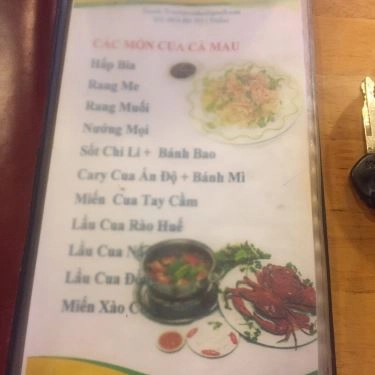 CÁC MÓN CUA CÀ MAU
Hấp Bia
Rang Me
Rang Muối
Nướng Mọi
Sốt Chi Li + Bánh Bao
Cary Cua Ấn Độ + Bánh Mì
Miến Cua Tay Cầm
Lẩu Cua Rào Huế
Lẩu Cua
Lẩu Cua
Miến Xào